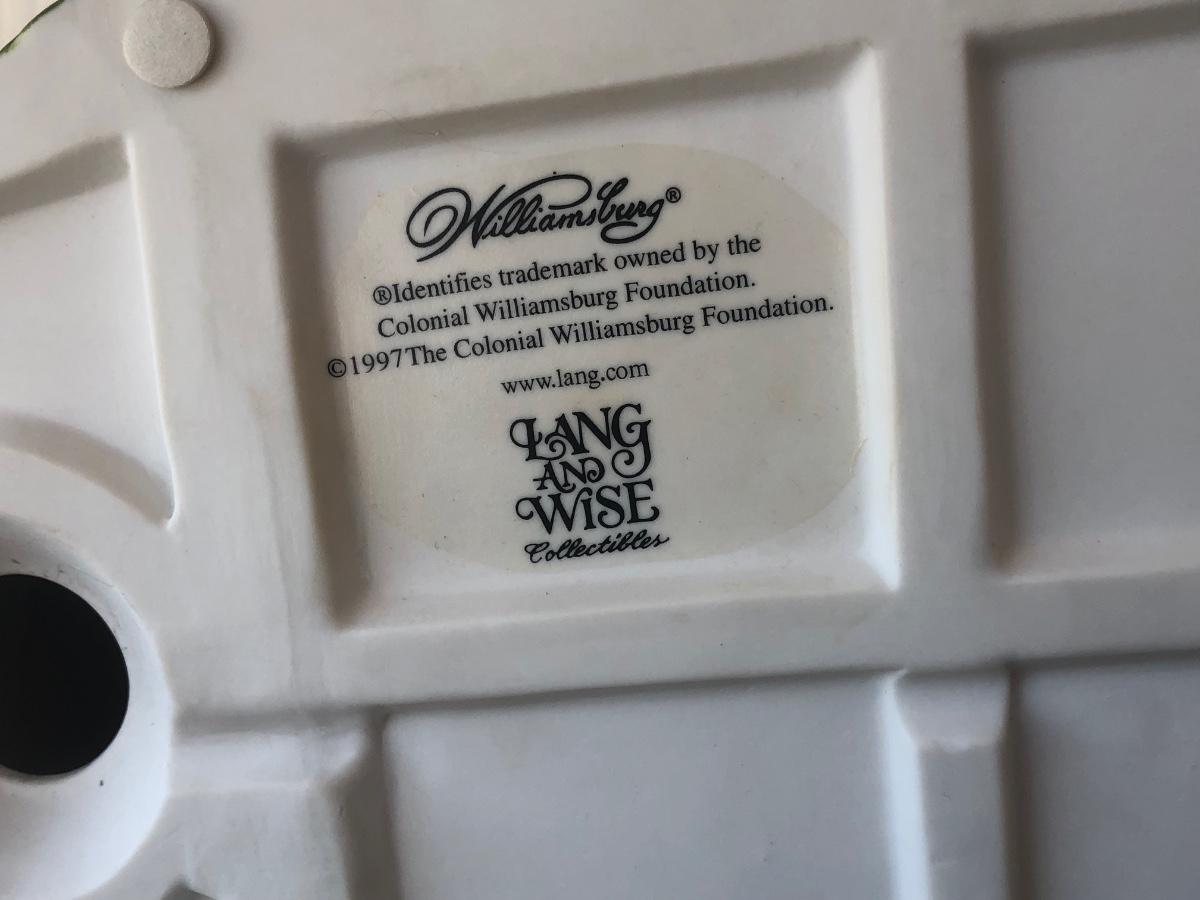 Williamsburg®
®Identifies trademark owned by the
Colonial Williamsburg Foundation.
©1997The Colonial Williamsburg Foundation.
www.lang.com
LANG
AND
WISE
Collectibles